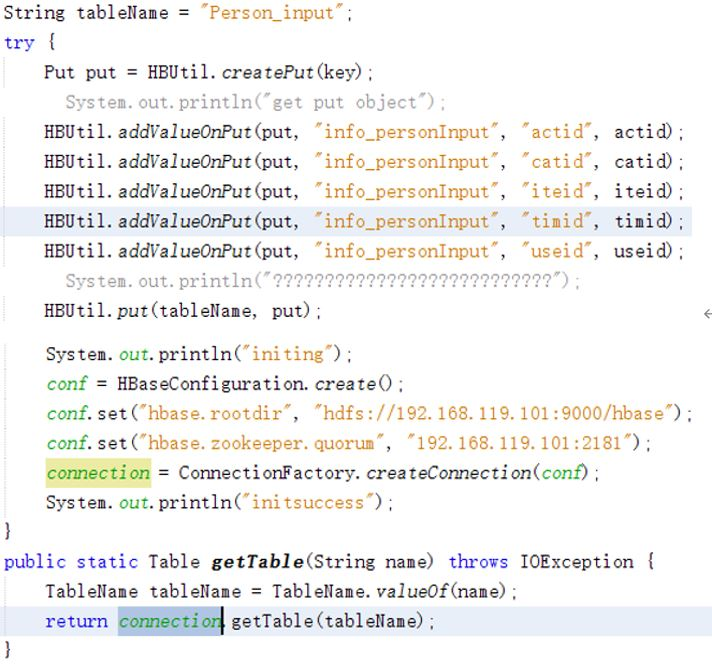 String tableName = "Person_input";
try {
Put put = HBUtil.createPut(key);
System.out.println("get put object");
HBUtil.addValueOnPut(put, "info_personInput", "actid", actid);
HBUtil.addValueOnPut(put, "info_personInput", "catid", catid);
HBUtil.addValueOnPut(put, "info_personInput", "iteid", iteid);
HBUtil.addValueOnPut(put, "info_personInput", "timid", timid);
HBUtil.addValueOnPut(put, "info_personInput", "useid", useid);
System.out.println("???????????????????????????");
HBUtil.put(tableName, put);
System.out.println("initing");
conf = HBaseConfiguration.create();
conf.set("hbase.rootdir", "hdfs://192.168.119.101:9000/hbase");
conf.set("hbase.zookeeper.quorum", "192.168.119.101:2181");
connection = ConnectionFactory.createConnection(conf);
System.out.println("initsuccess");
}
public static Table getTable(String name) throws IOException {
TableName tableName = TableName.valueOf(name);
return connection.getTable(tableName);
}